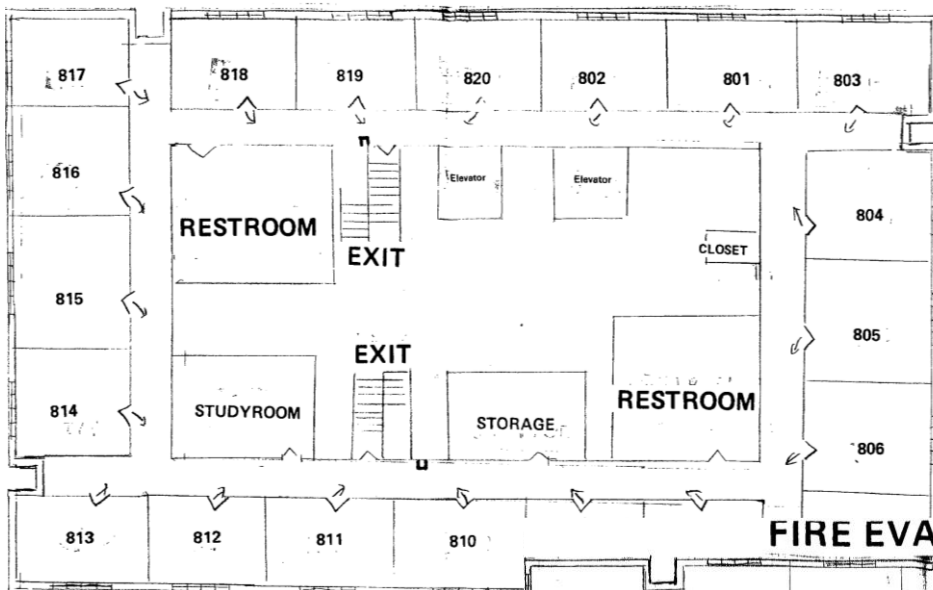 817
818
819
820
802
801
803
816
Elevator
Elevator
804
RESTROOM
EXIT
CLOSET
815
805
EXIT
814
STUDYROOM
STORAGE
RESTROOM
806
813
812
811
810
FIRE EVA